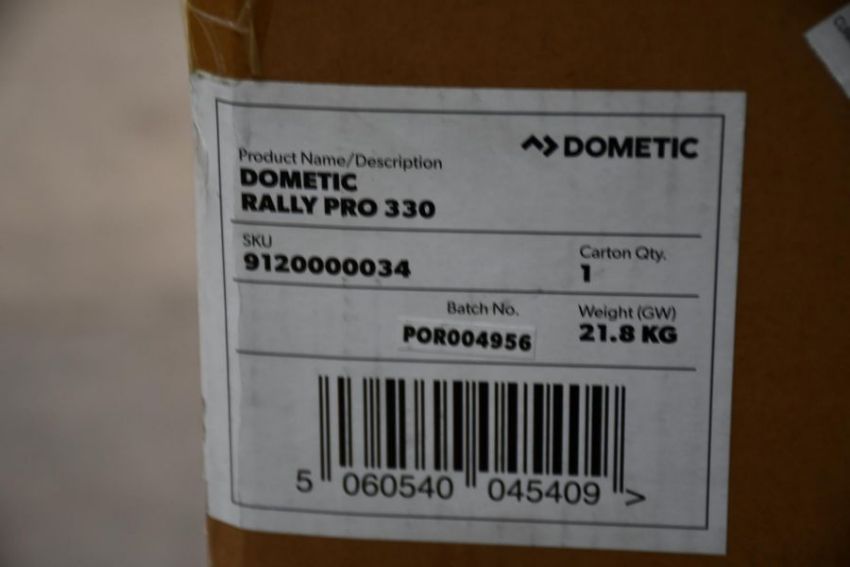 DOMETIC
Product Name/Description
DOMETIC
RALLY PRO 330
SKU
9120000034
Carton Qty.
1
Batch No.
POR004956
Weight (GW)
21.8 KG
5 060540 045409 >